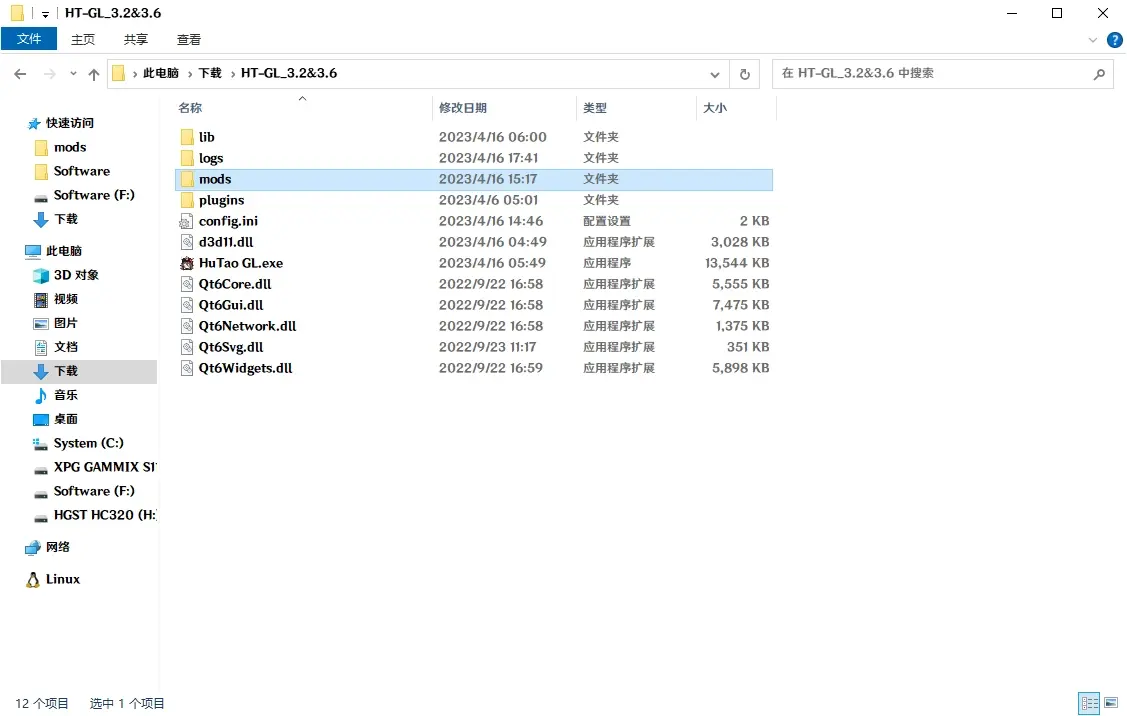 HT-GL_3.2&3.6
文件 主页 共享 查看
此电脑 › 下载 › HT-GL_3.2&3.6
在 HT-GL_3.2&3.6 中搜索
快速访问
mods
Software
Software (F:)
下载
此电脑
3D 对象
视频
图片
文档
下载
音乐
桌面
System (C:)
XPG GAMMIX S1
Software (F:)
HGST HC320 (H:
网络
Linux
名称 修改日期 类型 大小
lib 2023/4/16 06:00 文件夹
logs 2023/4/16 17:41 文件夹
mods 2023/4/16 15:17 文件夹
plugins 2023/4/6 05:01 文件夹
config.ini 2023/4/16 14:46 配置设置 2 KB
d3d11.dll 2023/4/16 04:49 应用程序扩展 3,028 KB
HuTao GL.exe 2023/4/16 05:49 应用程序 13,544 KB
Qt6Core.dll 2022/9/22 16:58 应用程序扩展 5,555 KB
Qt6Gui.dll 2022/9/22 16:58 应用程序扩展 7,475 KB
Qt6Network.dll 2022/9/22 16:58 应用程序扩展 1,375 KB
Qt6Svg.dll 2022/9/23 11:17 应用程序扩展 351 KB
Qt6Widgets.dll 2022/9/22 16:59 应用程序扩展 5,898 KB
12 个项目 选中 1 个项目